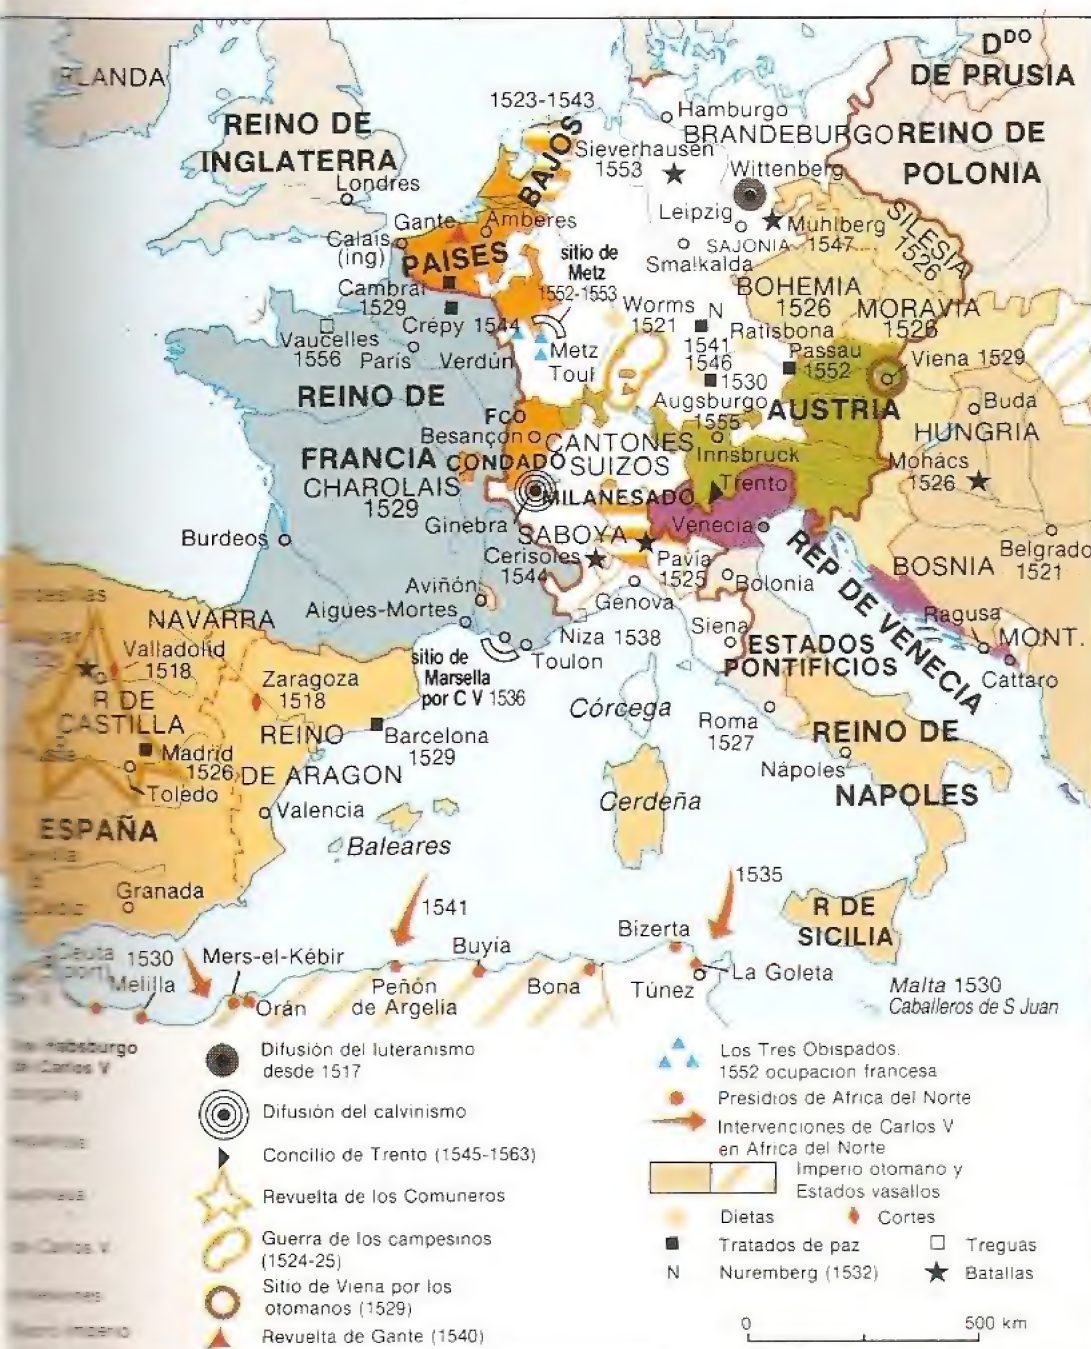 IRLANDA
REINO DE
INGLATERRA
Londres
1523-1543
BAJOS
Hamburgo
BRANDEBURGO
Sieverhausen
1553
Wittenberg
DDO
DE PRUSIA
REINO DE
POLONIA
Gante
Amberes
Calais
(ing)
PAISES
Leipzig
Muhlberg
SAJONIA 1547
Smalkalda
SILESIA
1526
sitio de
Metz
1552-1553
Cambrai
1529
Crépy 1544
Vaucelles
1556
París
Verdún
Metz
Toul
Worms
1521
N
1541
1546
Ratisbona
BOHEMIA
1526
MORAVIA
1526
Passau
1552
Viena 1529
1530
Augsburgo
1555
AUSTRIA
Buda
HUNGRIA
REINO DE
FRANCIA
CHAROLAIS
1529
FCO
Besançon
CONDADO
CANTONES
SUIZOS
Innsbruck
Mohács
1526
MILANESADO
Trento
Ginebra
SABOYA
Venecia
Burdeos
Cerisoles
1544
Pavía
1525
Bolonia
BOSNIA
Belgrado
1521
REP DE VENECIA
Aviñón
Aigues-Mortes
Génova
Niza 1538
Toulon
Siena
ESTADOS
PONTIFICIOS
Ragusa
MONT.
Cattaro
NAVARRA
Valladolid
1518
Zaragoza
1518
sitio de
Marsella
por C V 1536
R DE
CASTILLA
REINO
DE ARAGON
Barcelona
1529
Córcega
Roma
1527
REINO DE
NAPOLES
Nápoles
Madrid
1526
Toledo
Valencia
Cerdeña
ESPAÑA
Baleares
Granada
1541
1535
R DE
SICILIA
Ceuta
1530
Melilla
Mers-el-Kébir
Orán
Peñón
de Argelia
Buyía
Bona
Bizerta
Túnez
La Goleta
Malta 1530
Caballeros de S Juan
Habsburgo
de Carlos V
de Carlos V
Difusión del luteranismo
desde 1517
Difusión del calvinismo
Concilio de Trento (1545-1563)
Revuelta de los Comuneros
Guerra de los campesinos
(1524-25)
Sitio de Viena por los
otomanos (1529)
Revuelta de Gante (1540)
Los Tres Obispados.
1552 ocupacion francesa
Presidios de Africa del Norte
Intervenciones de Carlos V
en Africa del Norte
Imperio otomano y
Estados vasallos
Dietas
Cortes
Tratados de paz
Treguas
N
Nuremberg (1532)
Batallas
0
500 km